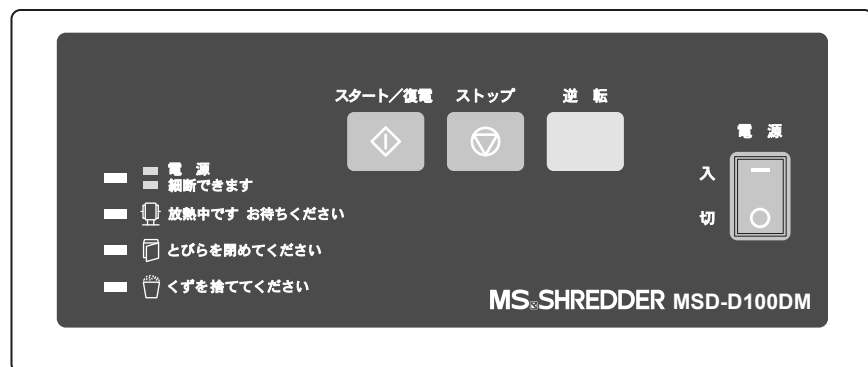 スタート／復電 ストップ 逆 転
電 源
入
切
電 源
細断できます
放熱中です お待ちください
とびらを閉めてください
くずを捨ててください
MS SHREDDER MSD-D100DM